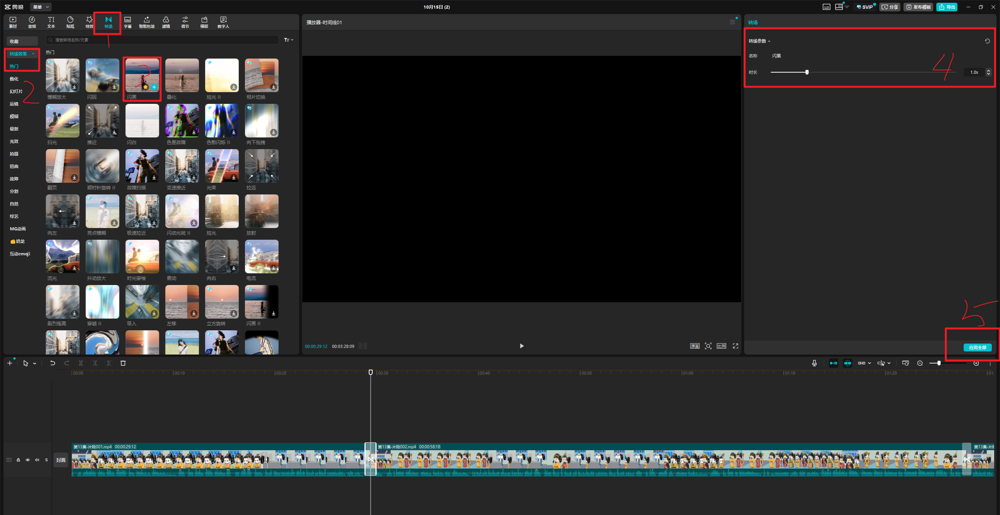 剪映 菜单 10月15日 (2) SVIP 分享 发布模板 导出
素材 音频 文本 贴纸 特效 转场 字幕 智能包装 滤镜 调节 模板 数字人
1
收藏
转场效果
热门
叠化
幻灯片
运镜
模糊
最新
光效
拍摄
扭曲
故障
分割
自然
综艺
MG动画
奶龙
互动emoji
2
搜索转场名称/元素
热门
3
模糊放大 闪回 闪黑 叠化 炫光 II 相片切换
扫光 推近 闪白 色差故障 色散闪烁 II 向下拖拽
翻页 顺时针旋转 II 故障扫描 变速推近 光束 拉远
向左 亮点模糊 极速拉近 闪动光斑 II 炫光 放射
流光 抖动放大 时光穿梭 震动 向右 电流
剧烈摇晃 穿越 II 吸入 左移 立方旋转 闪黑 II
播放器-时间线01
00:00:29:12 00:03:28:09 原画 比例
转场
转场参数
名称 闪黑
时长 1.0s
4
5
应用全部
00:00 00:10 00:20 00:30 00:40 00:50 01:00 01:10 01:20 01:
第13集-片段001.mp4 00:00:29:12 第13集-片段002.mp4 00:00:58:18 第13集-片段
S 封面